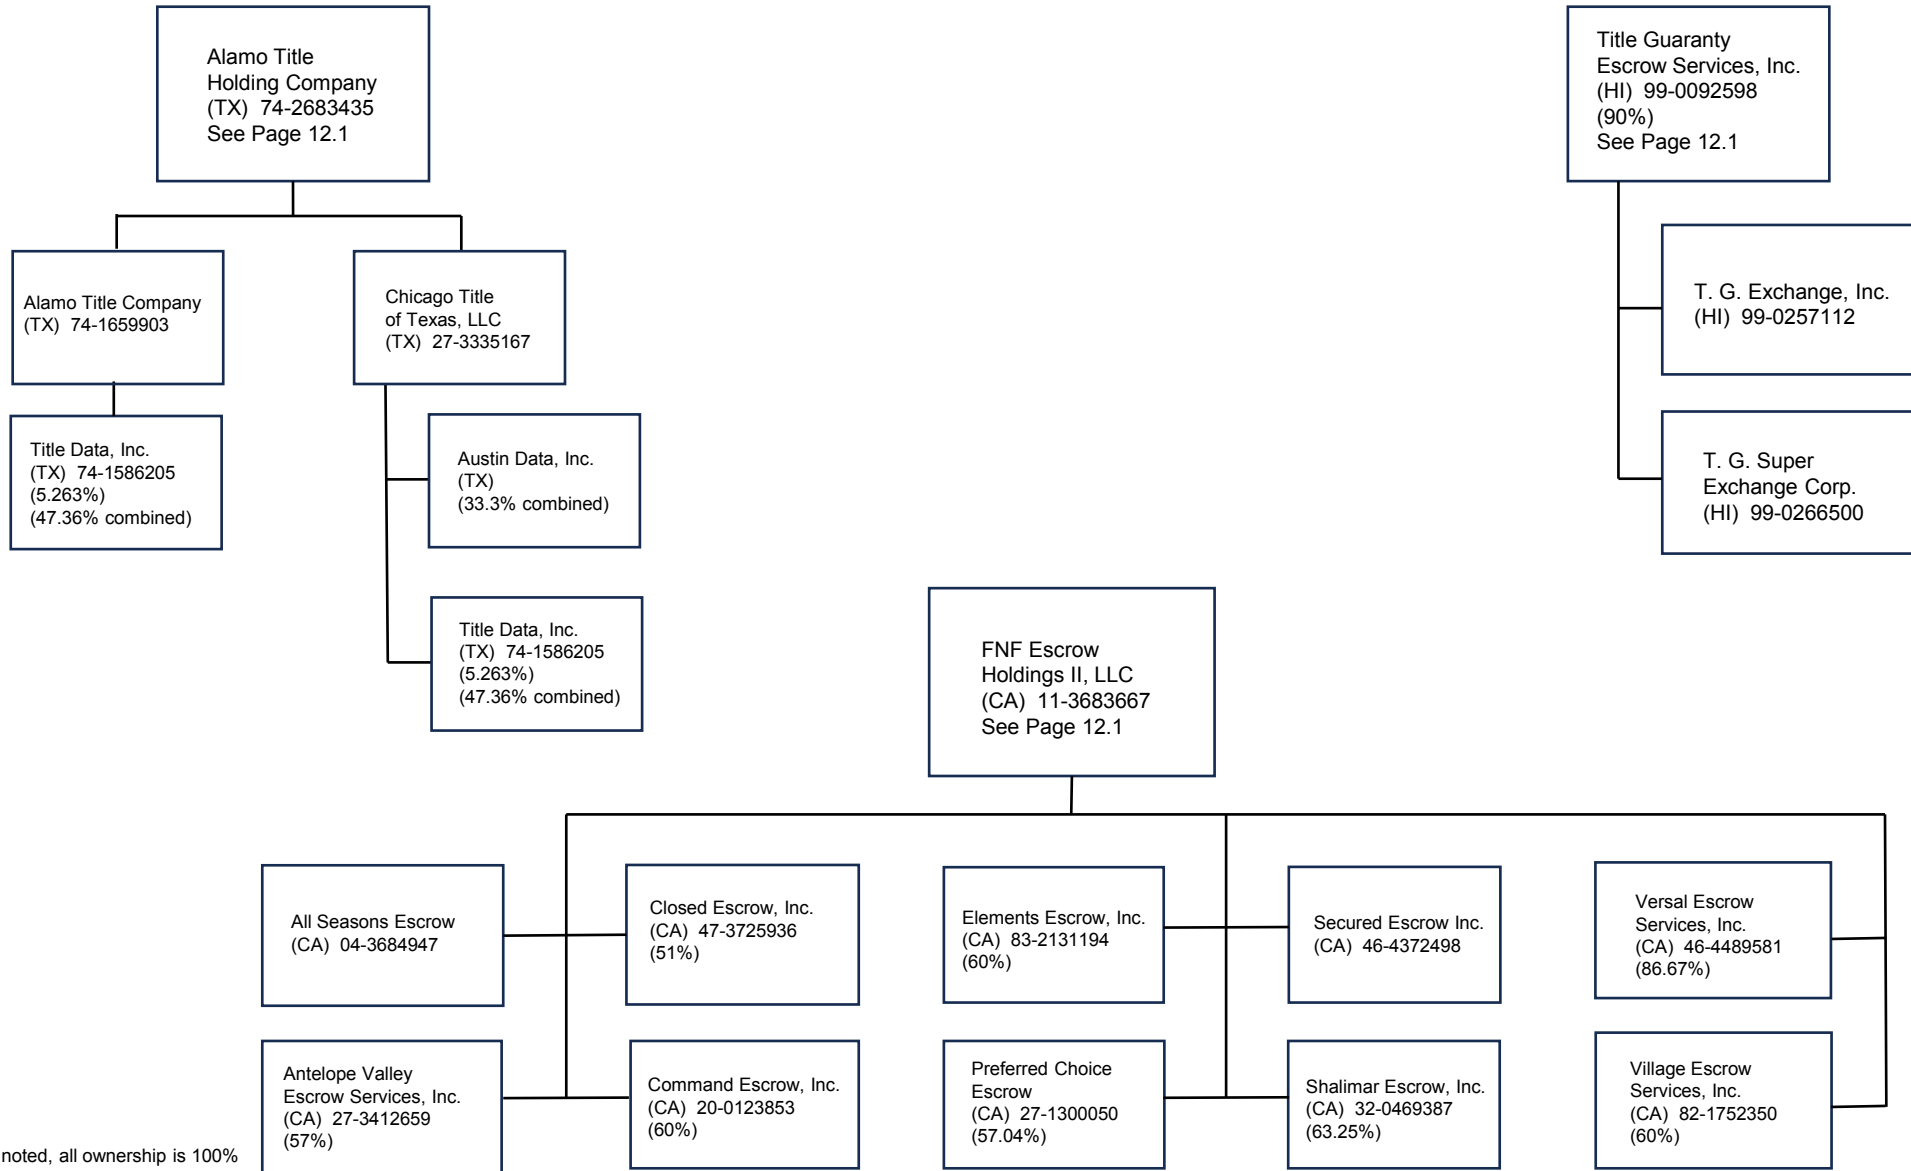 Alamo Title
Holding Company
(TX) 74-2683435
See Page 12.1
Title Guaranty
Escrow Services, Inc.
(HI) 99-0092598
(90%)
See Page 12.1
Alamo Title Company
(TX) 74-1659903
Chicago Title
of Texas, LLC
(TX) 27-3335167
T. G. Exchange, Inc.
(HI) 99-0257112
Title Data, Inc.
(TX) 74-1586205
(5.263%)
(47.36% combined)
Austin Data, Inc.
(TX)
(33.3% combined)
T. G. Super
Exchange Corp.
(HI) 99-0266500
Title Data, Inc.
(TX) 74-1586205
(5.263%)
(47.36% combined)
FNF Escrow
Holdings II, LLC
(CA) 11-3683667
See Page 12.1
All Seasons Escrow
(CA) 04-3684947
Closed Escrow, Inc.
(CA) 47-3725936
(51%)
Elements Escrow, Inc.
(CA) 83-2131194
(60%)
Secured Escrow Inc.
(CA) 46-4372498
Versal Escrow
Services, Inc.
(CA) 46-4489581
(86.67%)
Antelope Valley
Escrow Services, Inc.
(CA) 27-3412659
(57%)
Command Escrow, Inc.
(CA) 20-0123853
(60%)
Preferred Choice
Escrow
(CA) 27-1300050
(57.04%)
Shalimar Escrow, Inc.
(CA) 32-0469387
(63.25%)
Village Escrow
Services, Inc.
(CA) 82-1752350
(60%)
noted, all ownership is 100%